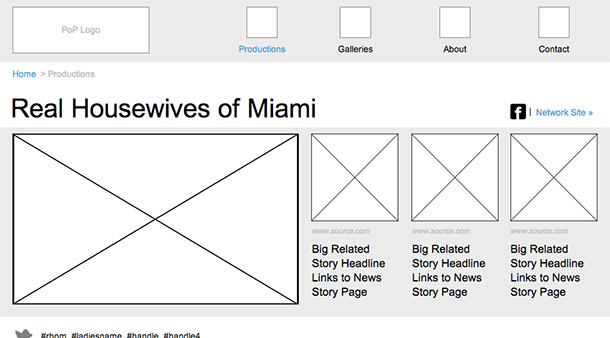 PoP Logo
Productions Galleries About Contact
Home > Productions
Real Housewives of Miami
f | Network Site »
www.source.com www.source.com www.source.com
Big Related Big Related Big Related
Story Headline Story Headline Story Headline
Links to News Links to News Links to News
Story Page Story Page Story Page
#rhom, #ladiesname, #handle, #handle4